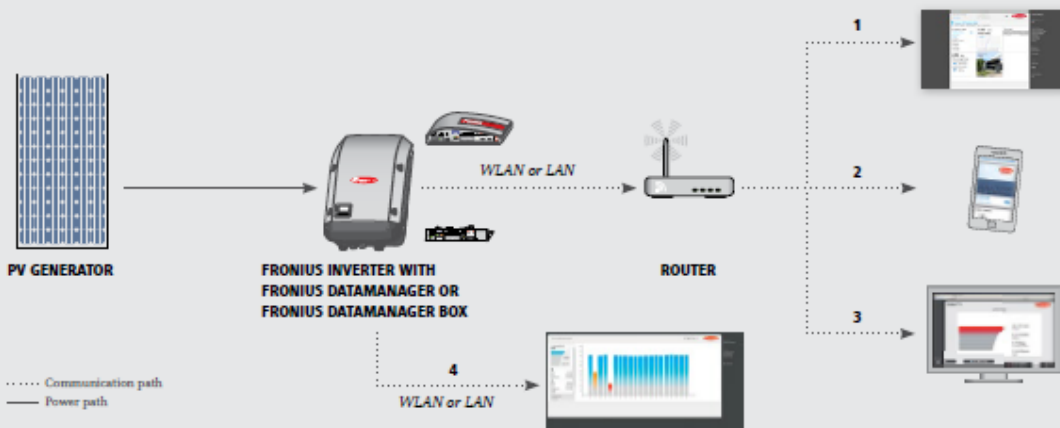 1
WLAN or LAN
2
PV GENERATOR
FRONIUS INVERTER WITH
FRONIUS DATAMANAGER OR
FRONIUS DATAMANAGER BOX
ROUTER
3
4
WLAN or LAN
Communication path
Power path